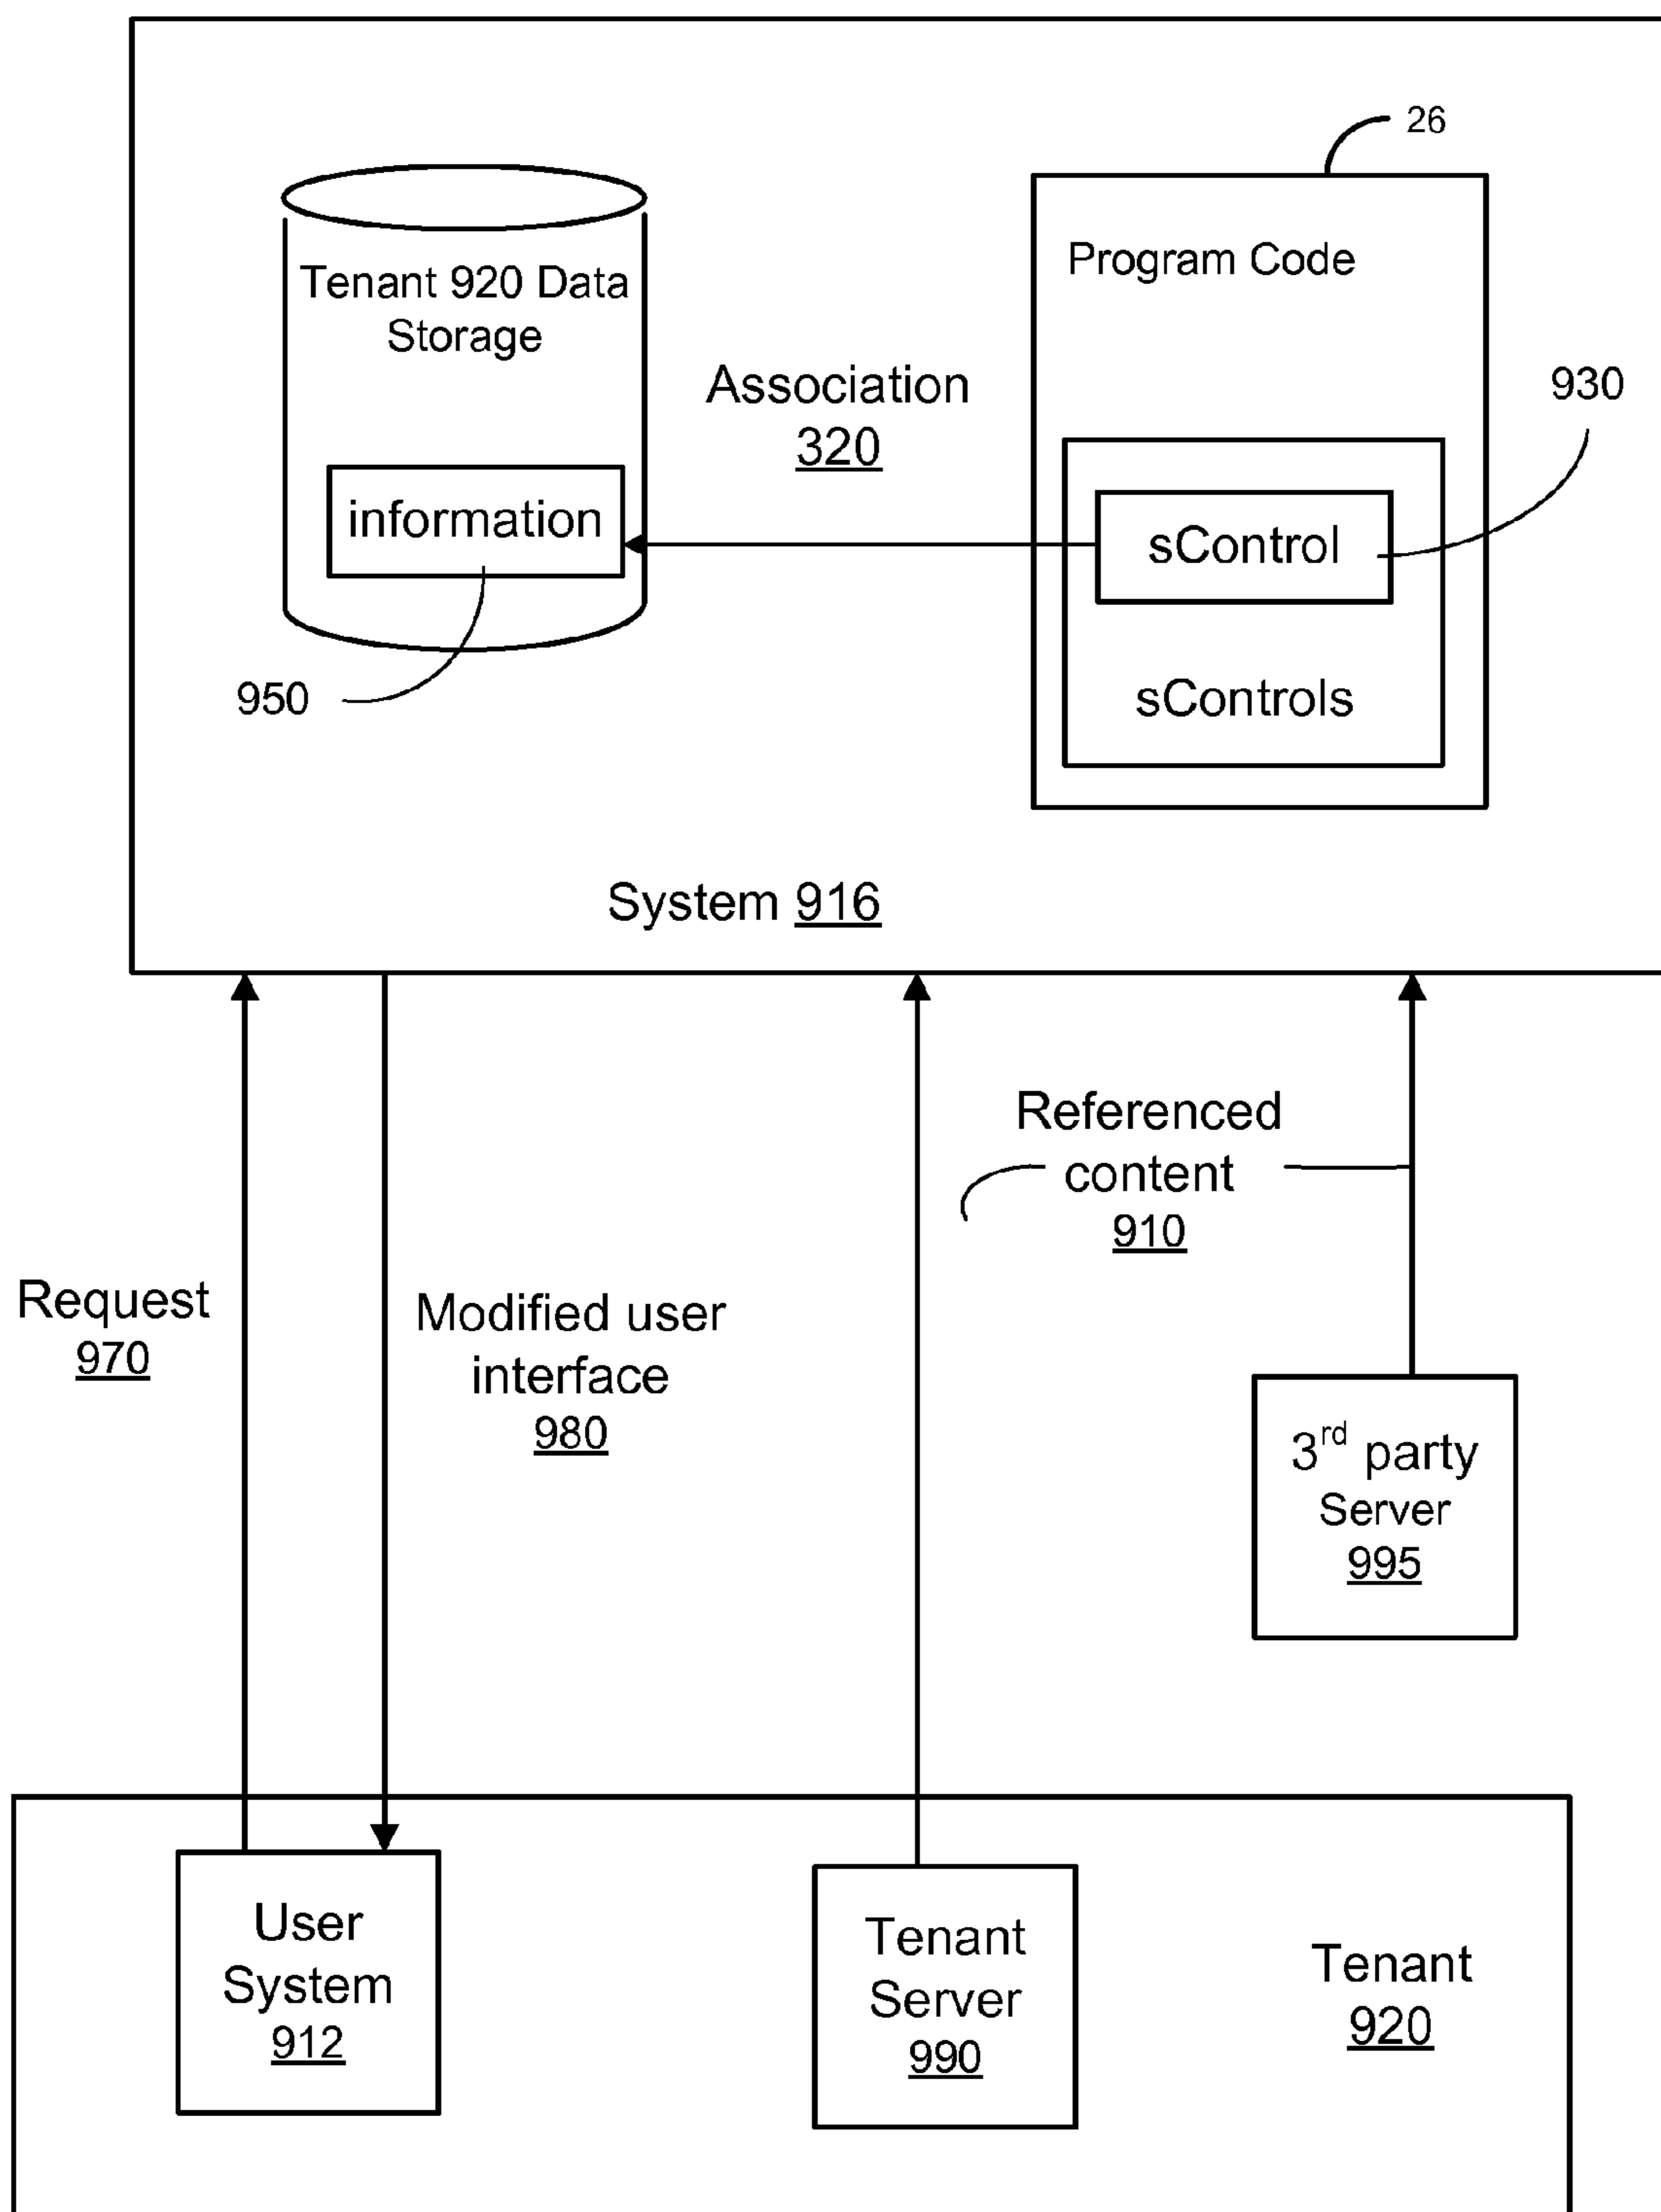 26
Program Code
Tenant 920 Data
Storage
Association
320
930
information
sControl
sControls
950
System 916
Referenced
content
910
Request
970
Modified user
interface
980
3rd party
Server
995
User
System
912
Tenant
Server
990
Tenant
920